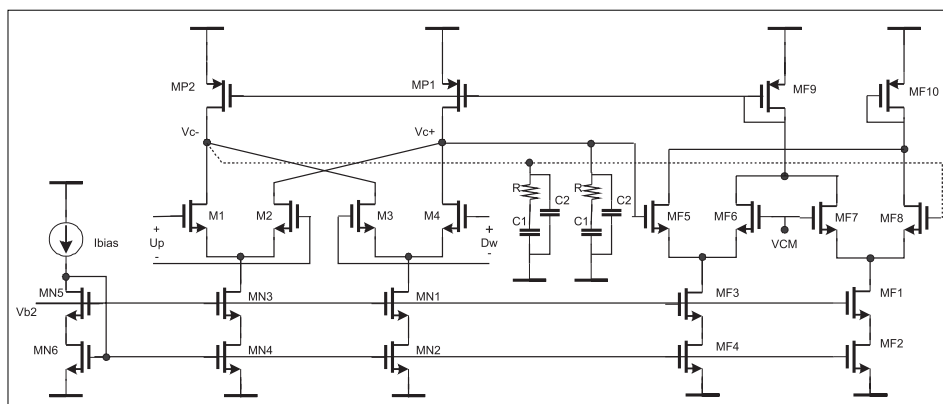 MP2
MP1
MF9
MF10
Vc-
Vc+
R
C2
R
C2
C1
C1
M1
M2
M3
M4
MF5
MF6
MF7
MF8
+
Up
-
+
Dw
-
VCM
Ibias
MN5
MN3
MN1
MF3
MF1
Vb2
MN6
MN4
MN2
MF4
MF2